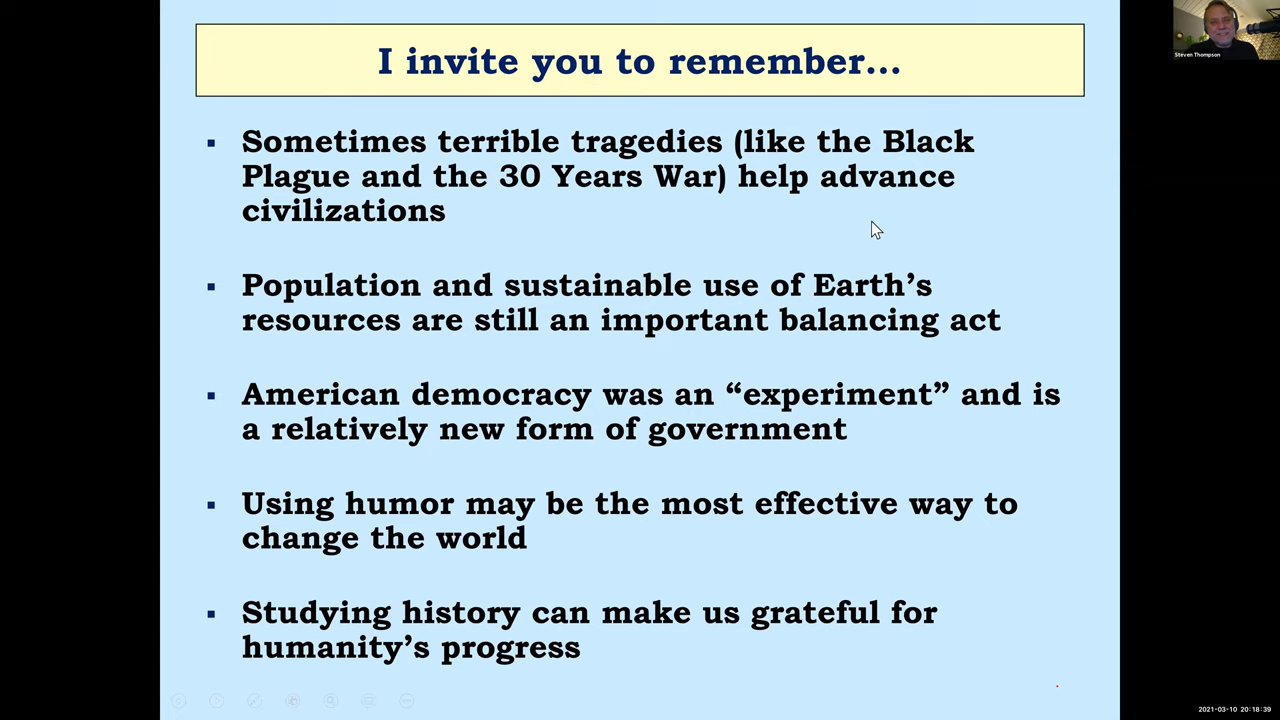 I invite you to remember...
Steven Thompson
▪ Sometimes terrible tragedies (like the Black
Plague and the 30 Years War) help advance
civilizations
▪ Population and sustainable use of Earth’s
resources are still an important balancing act
▪ American democracy was an “experiment” and is
a relatively new form of government
▪ Using humor may be the most effective way to
change the world
▪ Studying history can make us grateful for
humanity’s progress
2021-03-10 20:18:39